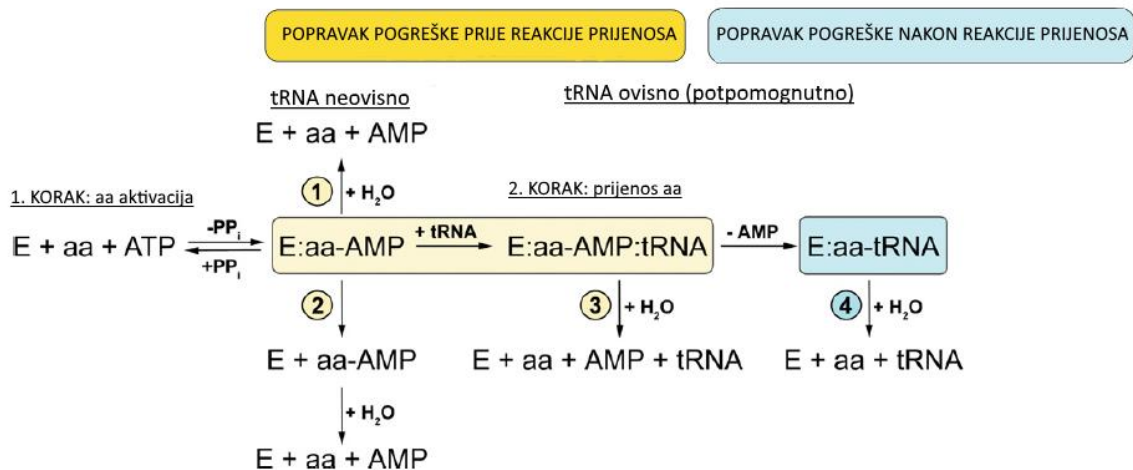 POPRAVAK POGREŠKE PRIJE REAKCIJE PRIJENOSA
POPRAVAK POGREŠKE NAKON REAKCIJE PRIJENOSA
tRNA neovisno
tRNA ovisno (potpomognutno)
E + aa + AMP
1 + H₂O
1. KORAK: aa aktivacija
2. KORAK: prijenos aa
E + aa + ATP
-PPᵢ
+PPᵢ
E:aa-AMP
+ tRNA
E:aa-AMP:tRNA
- AMP
E:aa-tRNA
2
3 + H₂O
4 + H₂O
E + aa-AMP
E + aa + AMP + tRNA
E + aa + tRNA
+ H₂O
E + aa + AMP